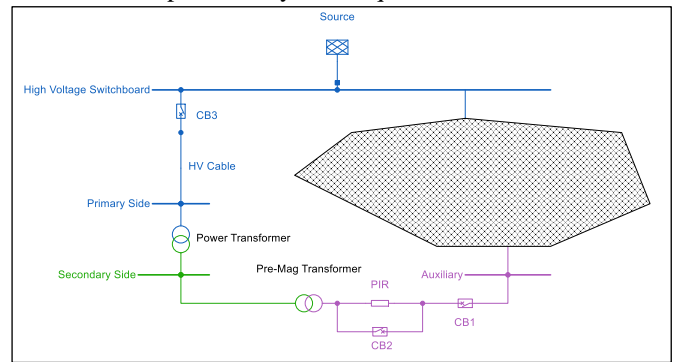 Source
High Voltage Switchboard
CB3
HV Cable
Primary Side
Power Transformer
Secondary Side
Pre-Mag Transformer
Auxiliary
PIR
CB1
CB2